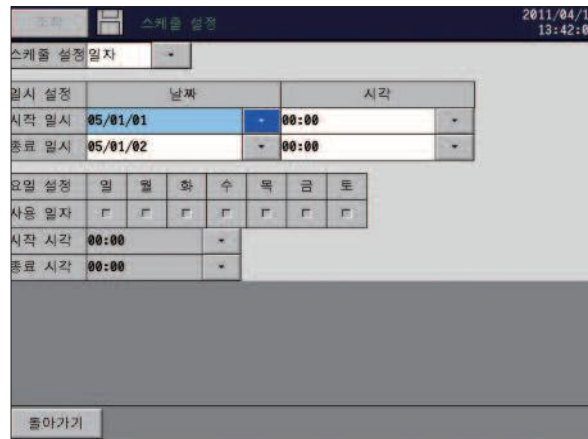 조작 스케줄 설정 2011/04/1
13:42:0
스케줄 설정 일자
일시 설정 날짜 시각
시작 일시 05/01/01 00:00
종료 일시 05/01/02 00:00
요일 설정 일 월 화 수 목 금 토
사용 일자
시작 시각 00:00
종료 시각 00:00
돌아가기